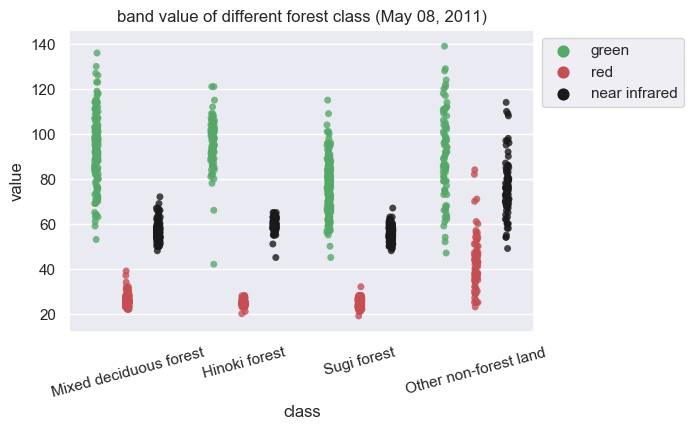 band value of different forest class (May 08, 2011)
green
red
near infrared
value
140
120
100
80
60
40
20
Mixed deciduous forest
Hinoki forest
Sugi forest
Other non-forest land
class